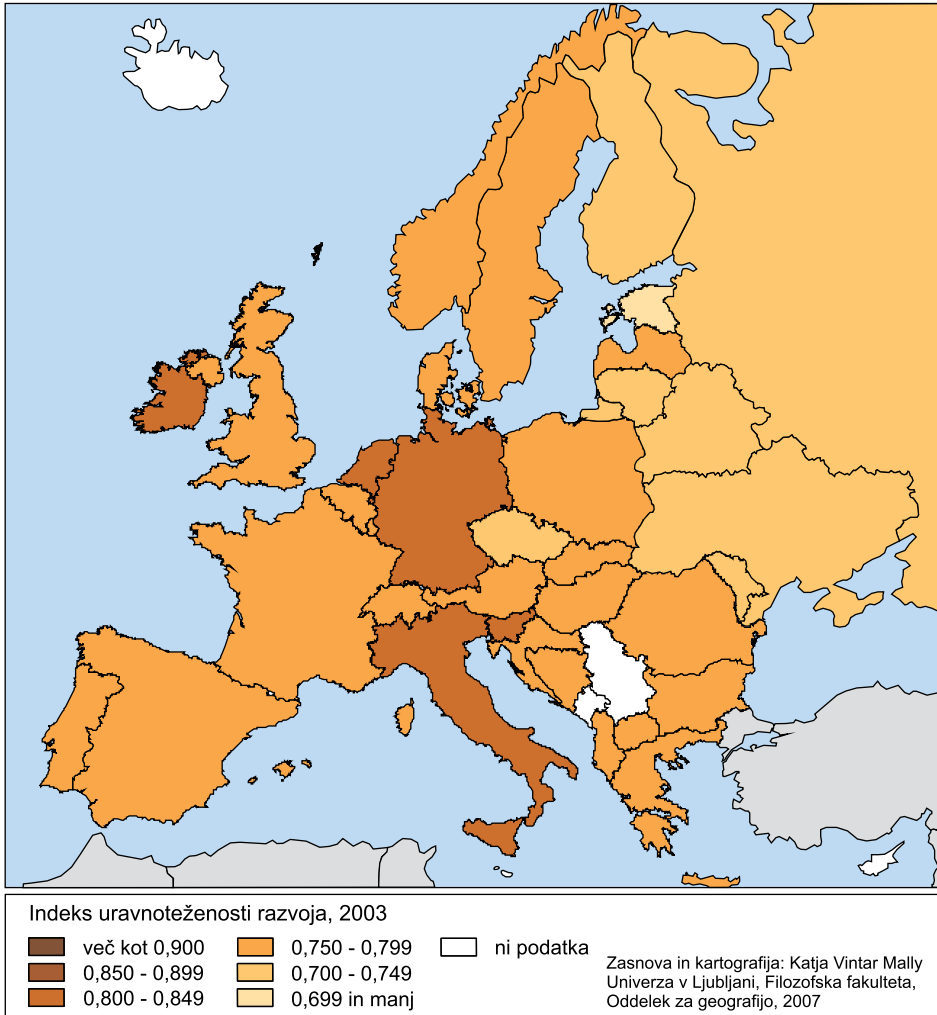 Indeks uravnoteženosti razvoja, 2003
več kot 0,900
0,850 - 0,899
0,800 - 0,849
0,750 - 0,799
0,700 - 0,749
0,699 in manj
ni podatka
Zasnova in kartografija: Katja Vintar Mally
Univerza v Ljubljani, Filozofska fakulteta,
Oddelek za geografijo, 2007